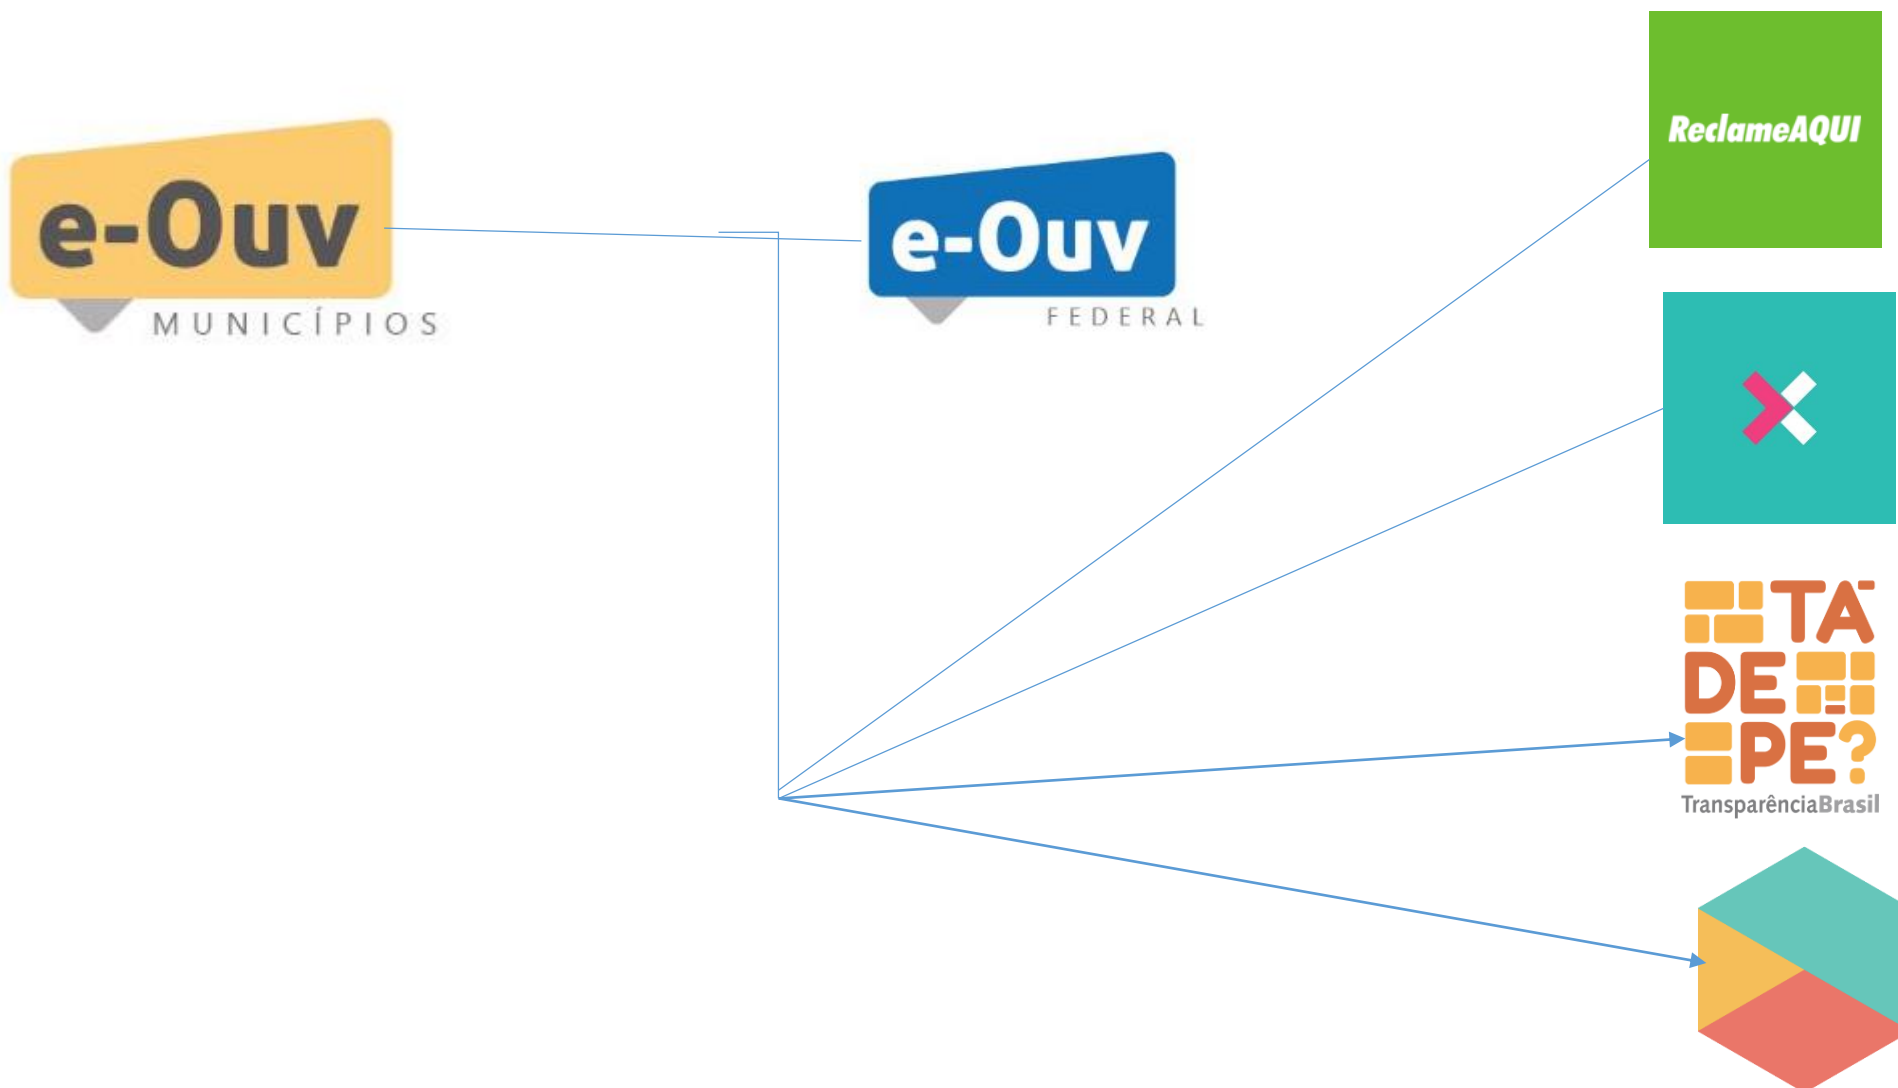 e-Ouv
MUNICÍPIOS
e-Ouv
FEDERAL
ReclameAQUI
TÁ
DE
PÉ?
TransparênciaBrasil